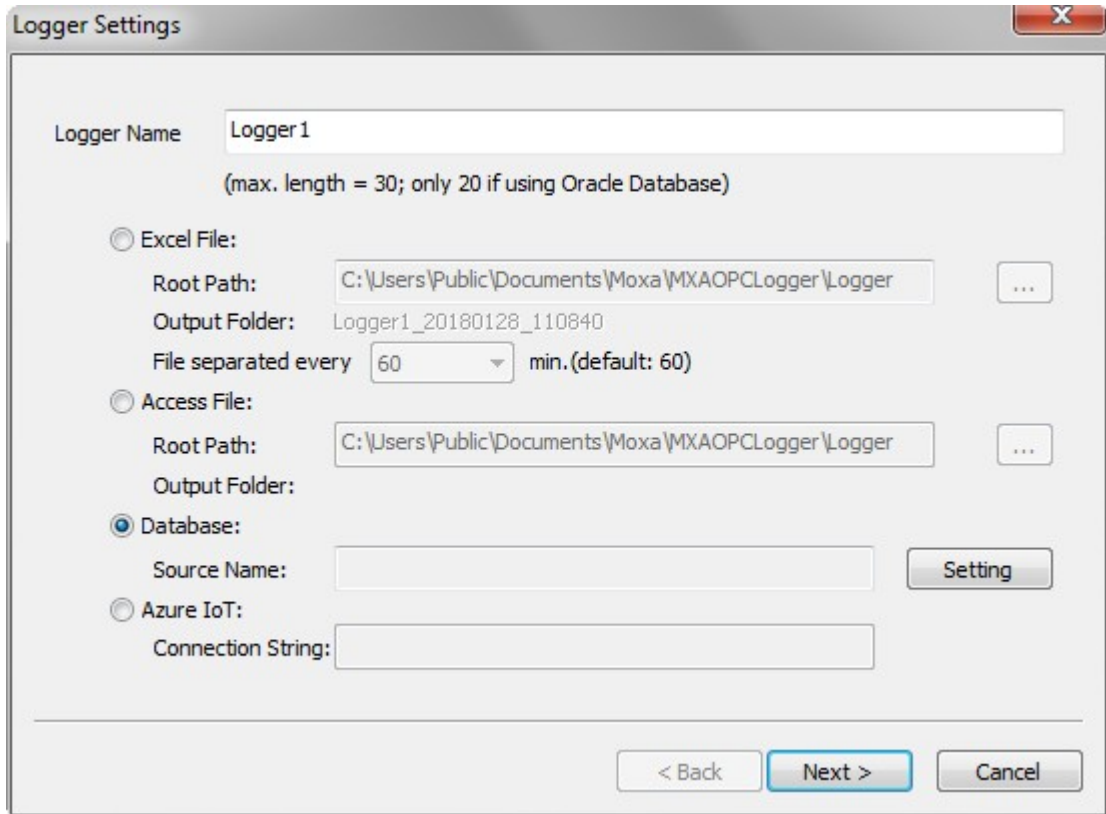 Logger Settings
X
Logger Name Logger1
(max. length = 30; only 20 if using Oracle Database)
Excel File:
Root Path: C:\Users\Public\Documents\Moxa\MXAOPCLogger\Logger ...
Output Folder: Logger1_20180128_110840
File separated every 60 min.(default: 60)
Access File:
Root Path: C:\Users\Public\Documents\Moxa\MXAOPCLogger\Logger ...
Output Folder:
Database:
Source Name: Setting
Azure IoT:
Connection String:
< Back Next > Cancel